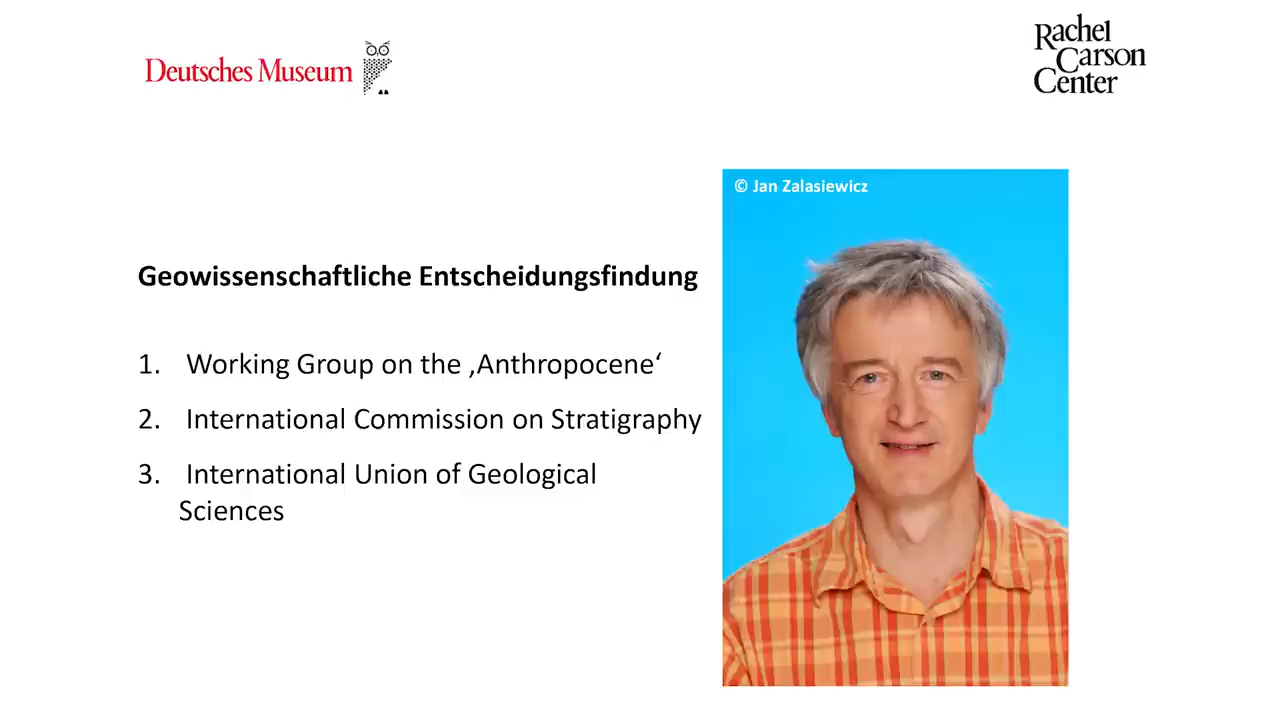 Deutsches Museum
Rachel
Carson
Center
© Jan Zalasiewicz
Geowissenschaftliche Entscheidungsfindung
1. Working Group on the ‚Anthropocene‘
2. International Commission on Stratigraphy
3. International Union of Geological
Sciences